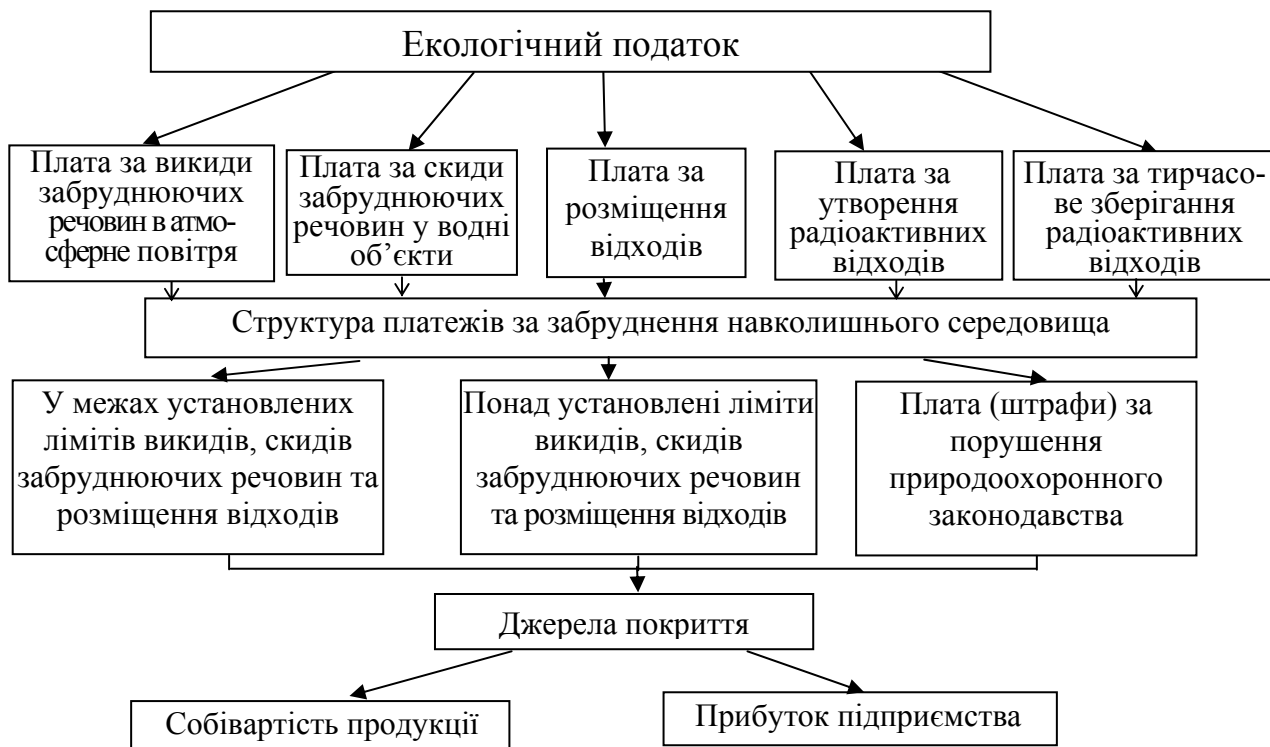 Екологічний податок
Плата за викиди
забруднюючих
речовин в атмо-
сферне повітря
Плата за скиди
забруднюючих
речовин у водні
об’єкти
Плата за
розміщення
відходів
Плата за
утворення
радіоактивних
відходів
Плата за тирчасо-
ве зберігання
радіоактивних
відходів
Структура платежів за забруднення навколишнього середовища
У межах установлених
лімітів викидів, скидів
забруднюючих речовин та
розміщення відходів
Понад установлені ліміти
викидів, скидів
забруднюючих речовин
та розміщення відходів
Плата (штрафи) за
порушення
природоохоронного
законодавства
Джерела покриття
Собівартість продукції
Прибуток підприємства